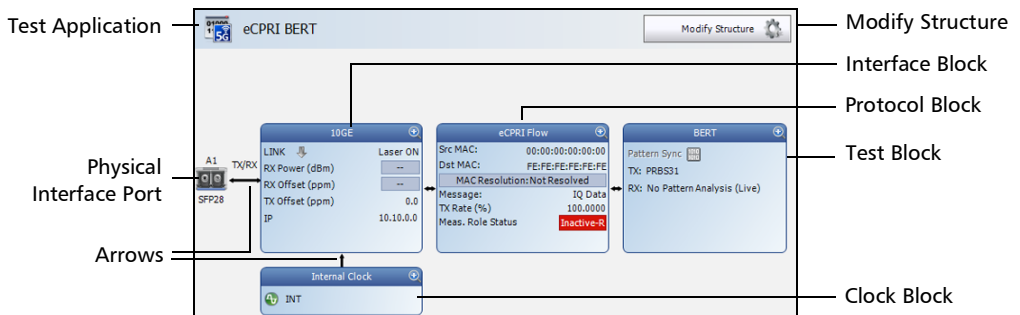 Test Application
eCPRI BERT
Modify Structure
Modify Structure
Interface Block
Protocol Block
Test Block
Physical
Interface Port
A1
TX/RX
SFP28
10GE
LINK
Laser ON
RX Power (dBm)
--
RX Offset (ppm)
--
TX Offset (ppm)
0.0
IP
10.10.0.0
eCPRI Flow
Src MAC:
00:00:00:00:00:00
Dst MAC:
FE:FE:FE:FE:FE:FE
MAC Resolution:Not Resolved
Message:
IQ Data
TX Rate (%)
100.0000
Meas. Role Status
Inactive-R
BERT
Pattern Sync
TX: PRBS31
RX: No Pattern Analysis (Live)
Arrows
Internal Clock
INT
Clock Block